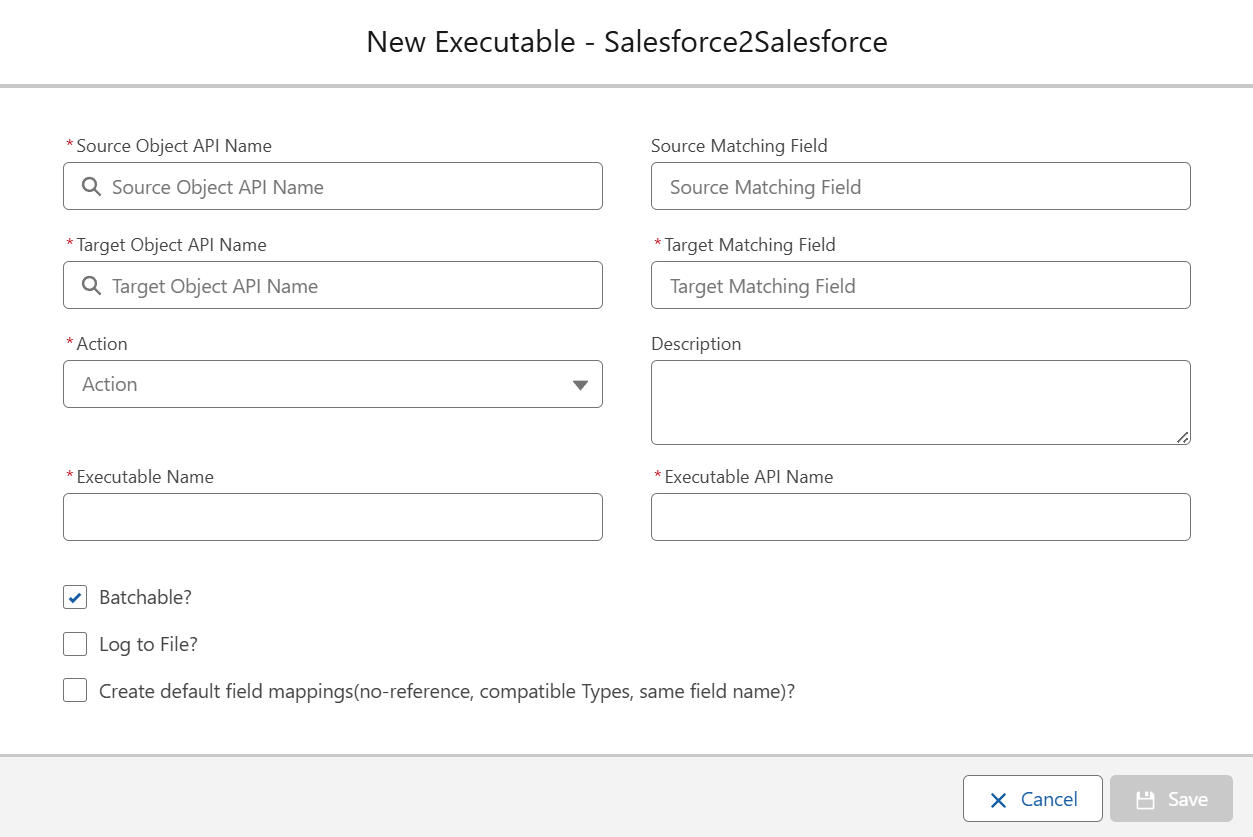 New Executable - Salesforce2Salesforce
*Source Object API Name
Source Object API Name
Source Matching Field
Source Matching Field
*Target Object API Name
Target Object API Name
*Target Matching Field
Target Matching Field
*Action
Action
Description
*Executable Name
*Executable API Name
Batchable?
Log to File?
Create default field mappings(no-reference, compatible Types, same field name)?
Cancel
Save